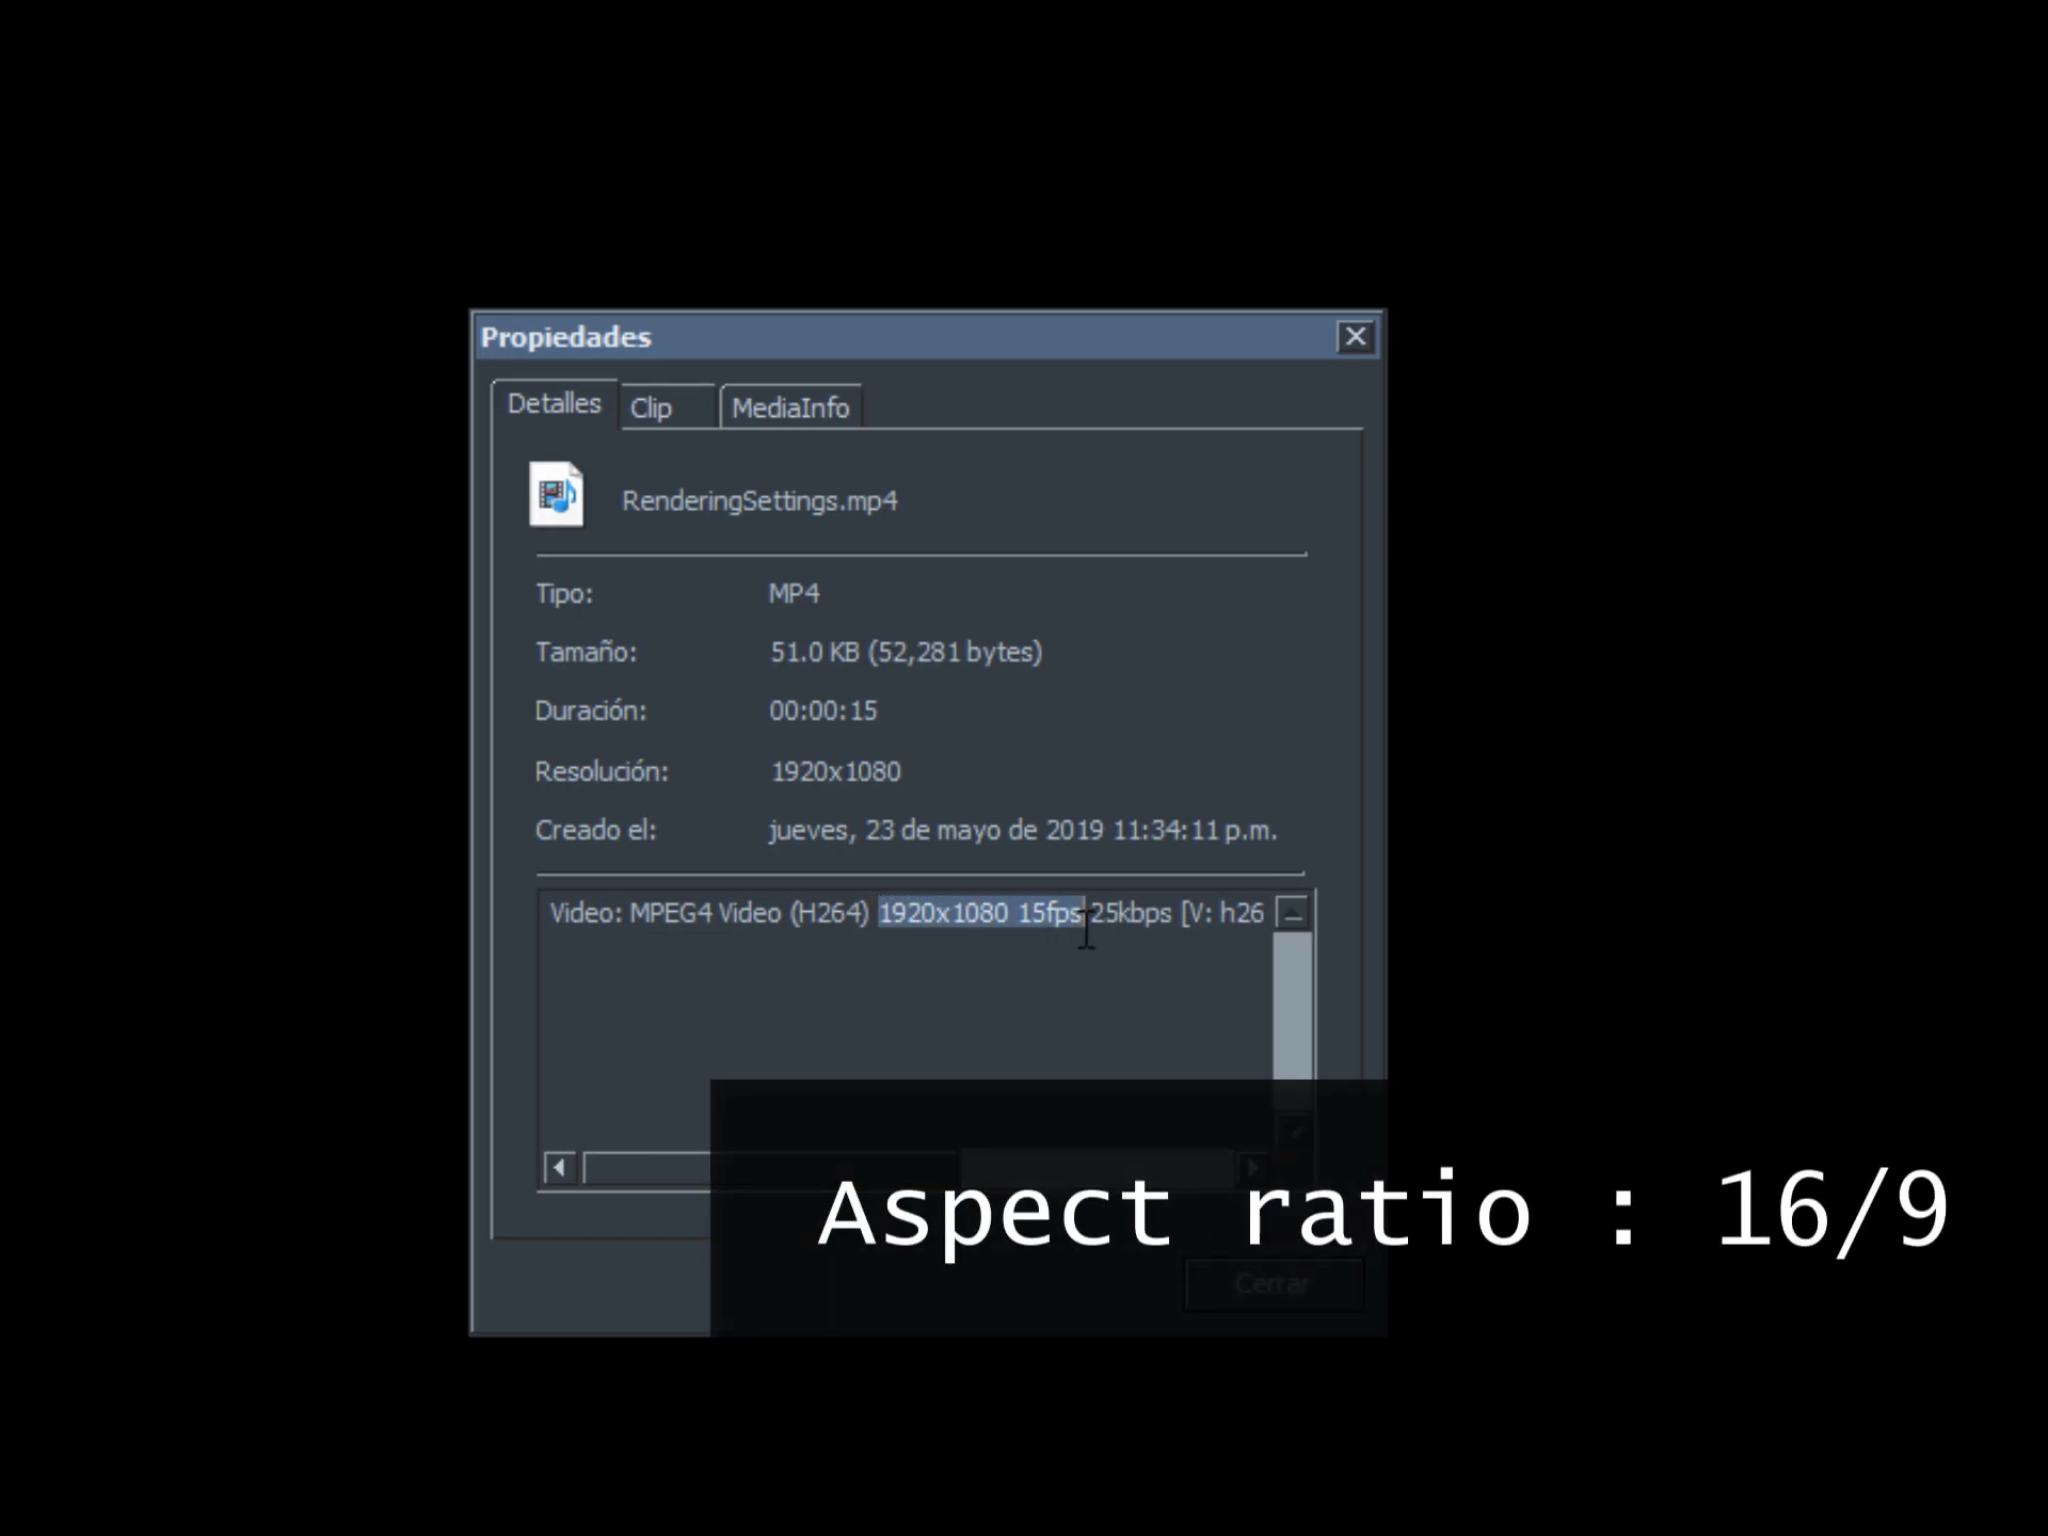 Propiedades
Detalles Clip MediaInfo
RenderingSettings.mp4
Tipo: MP4
Tamaño: 51.0 KB (52,281 bytes)
Duración: 00:00:15
Resolución: 1920x1080
Creado el: jueves, 23 de mayo de 2019 11:34:11 p.m.
Video: MPEG4 Video (H264) 1920x1080 15fps 25kbps [V: h26
Aspect ratio : 16/9
Cerrar